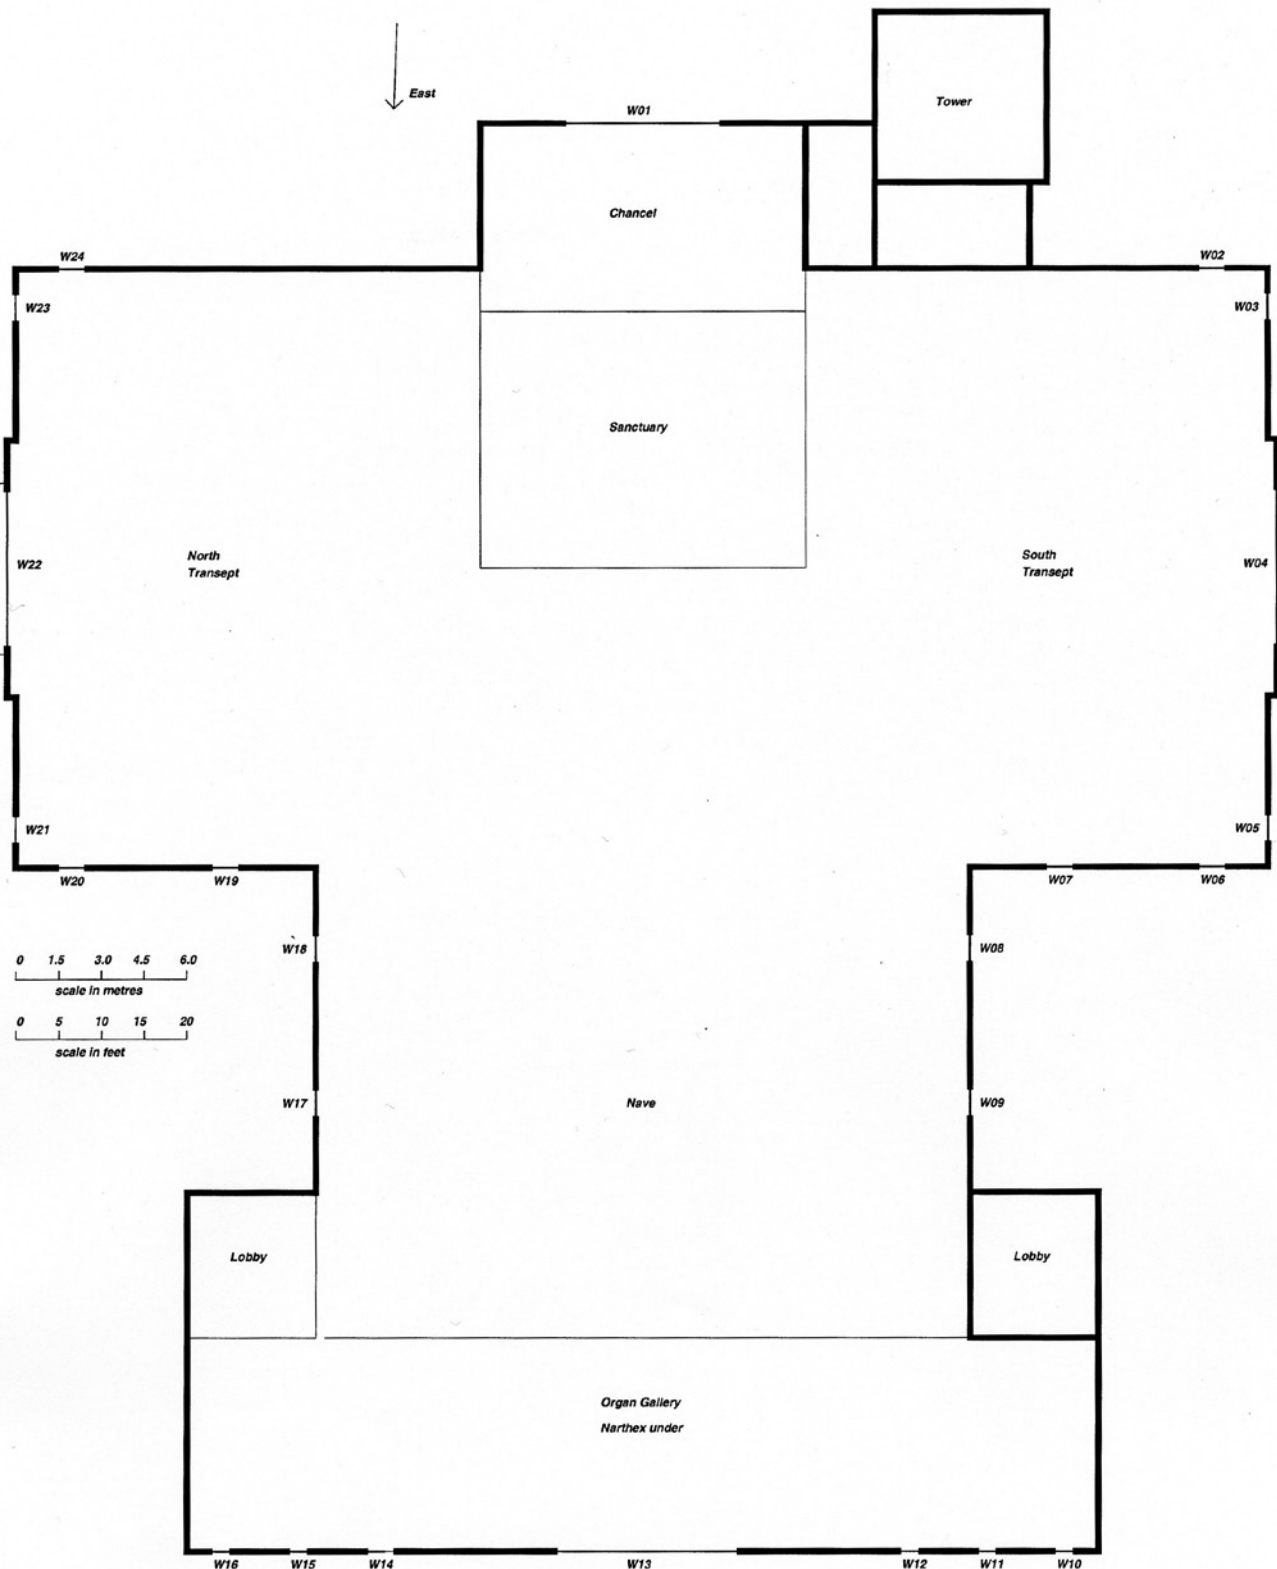 East
W01
Tower
Chancel
W24
W02
W23
W03
Sanctuary
North
Transept
South
Transept
W22
W04
W21
W05
W20
W19
W07
W06
W18
W08
0 1.5 3.0 4.5 6.0
scale in metres
0 5 10 15 20
scale in feet
W17
Nave
W09
Lobby
Lobby
Organ Gallery
Narthex under
W16
W15
W14
W13
W12
W11
W10